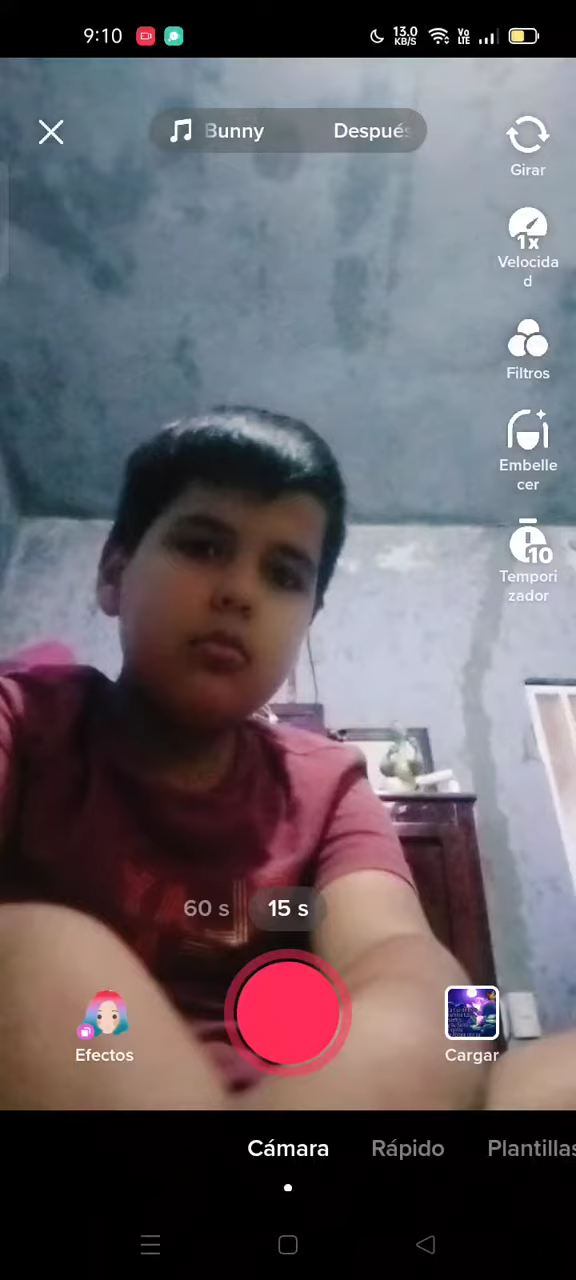 9:10
13.0
KB/S
Vo
LTE
Bunny Después
Girar
1x
Velocida
d
Filtros
Embelle
cer
10
Tempori
zador
60 s 15 s
Efectos
Cargar
Cámara Rápido Plantillas